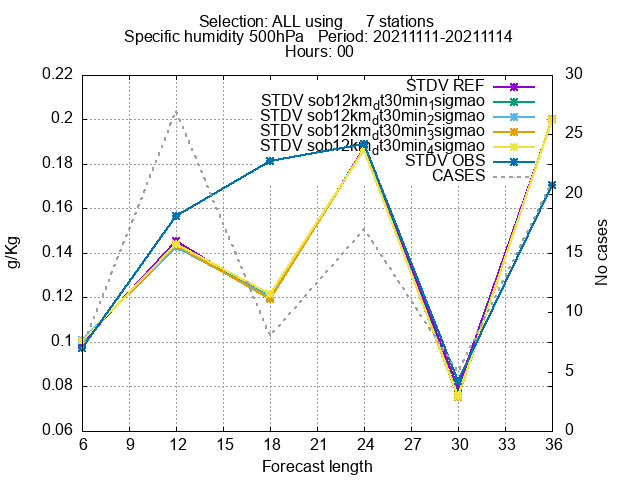 Selection: ALL using 7 stations
Specific humidity 500hPa Period: 20211111-20211114
Hours: 00
0.22
0.2
0.18
0.16
0.14
0.12
0.1
0.08
0.06
g/Kg
STDV REF
STDV sob12km_dt30min_1sigmao
STDV sob12km_dt30min_2sigmao
STDV sob12km_dt30min_3sigmao
STDV sob12km_dt30min_4sigmao
STDV OBS
CASES
30
25
20
15
10
5
0
No cases
6 9 12 15 18 21 24 27 30 33 36
Forecast length